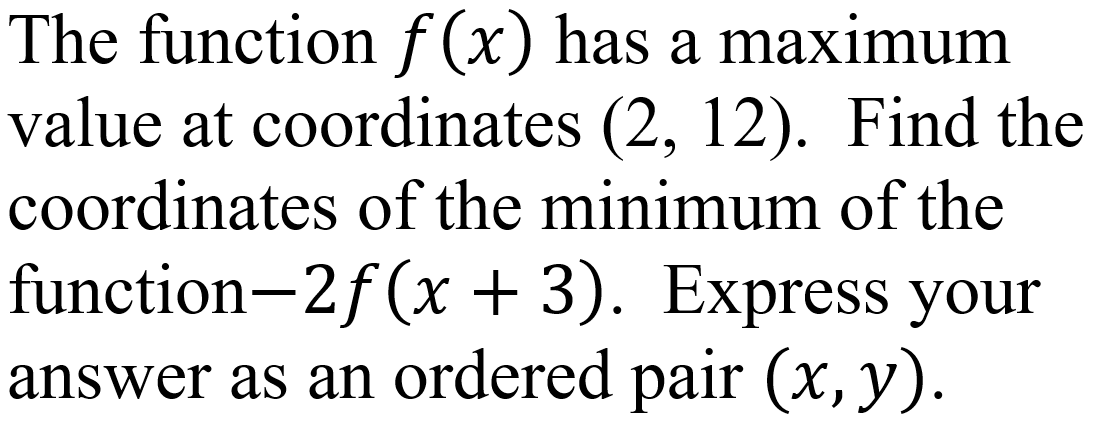 The function f(x) has a maximum
value at coordinates (2, 12).  Find the
coordinates of the minimum of the
function−2f(x + 3).  Express your
answer as an ordered pair (x, y).